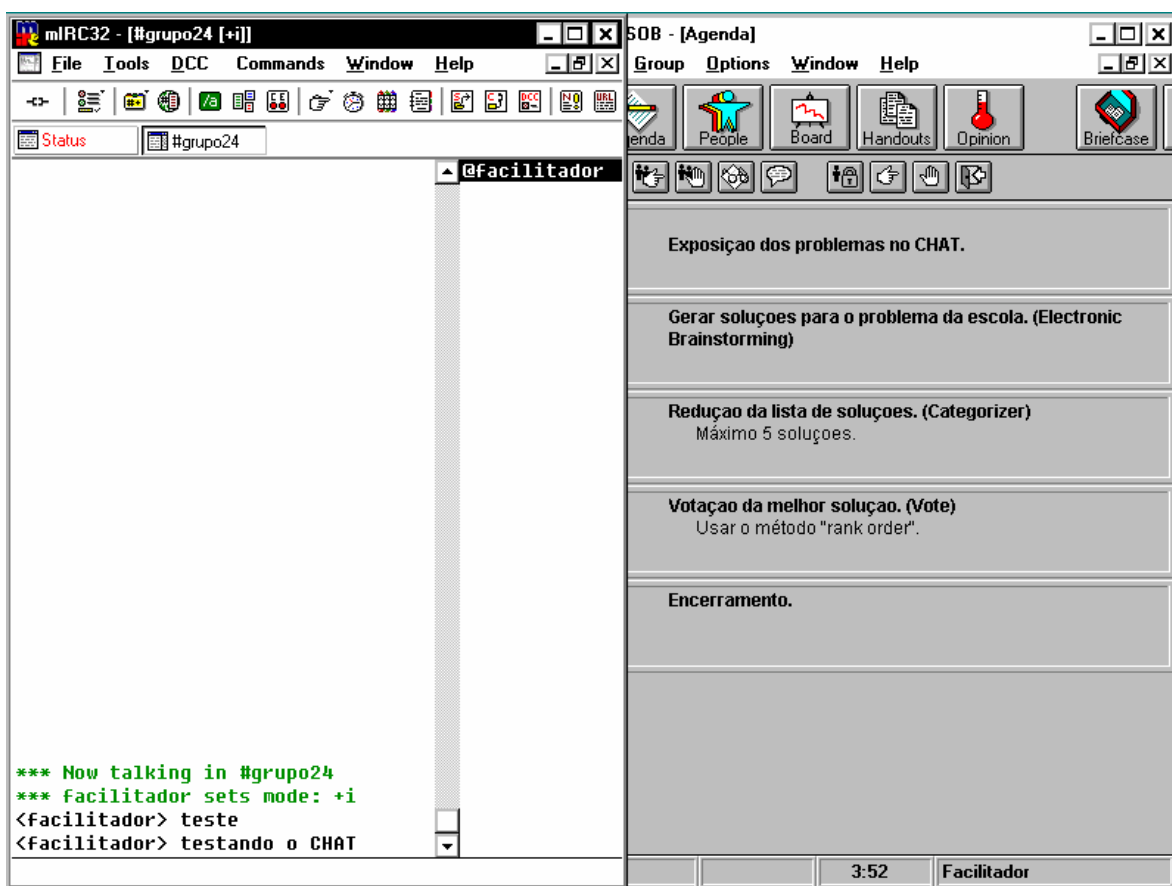 mIRC32 - [#grupo24 [+i]]
File Tools DCC Commands Window Help
Status #grupo24
@facilitador
*** Now talking in #grupo24
*** facilitador sets mode: +i
<facilitador> teste
<facilitador> testando o CHAT
SOB - [Agenda]
Group Options Window Help
enda People Board Handouts Opinion Briefcase
Exposiçao dos problemas no CHAT.
Gerar soluçoes para o problema da escola. (Electronic
Brainstorming)
Reduçao da lista de soluçoes. (Categorizer)
Máximo 5 soluçoes.
Votaçao da melhor soluçao. (Vote)
Usar o método "rank order".
Encerramento.
3:52 Facilitador